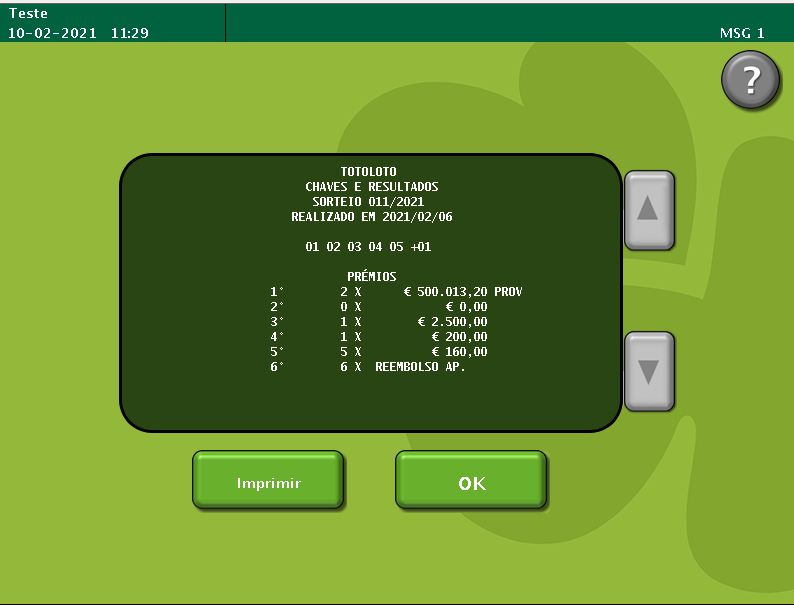 Teste
10-02-2021 11:29
MSG 1
?
TOTOLOTO
CHAVES E RESULTADOS
SORTEIO 011/2021
REALIZADO EM 2021/02/06
01 02 03 04 05 +01
PRÉMIOS
1° 2 X € 500.013,20 PROV
2° 0 X € 0,00
3° 1 X € 2.500,00
4° 1 X € 200,00
5° 5 X € 160,00
6° 6 X REEMBOLSO AP.
Imprimir
OK